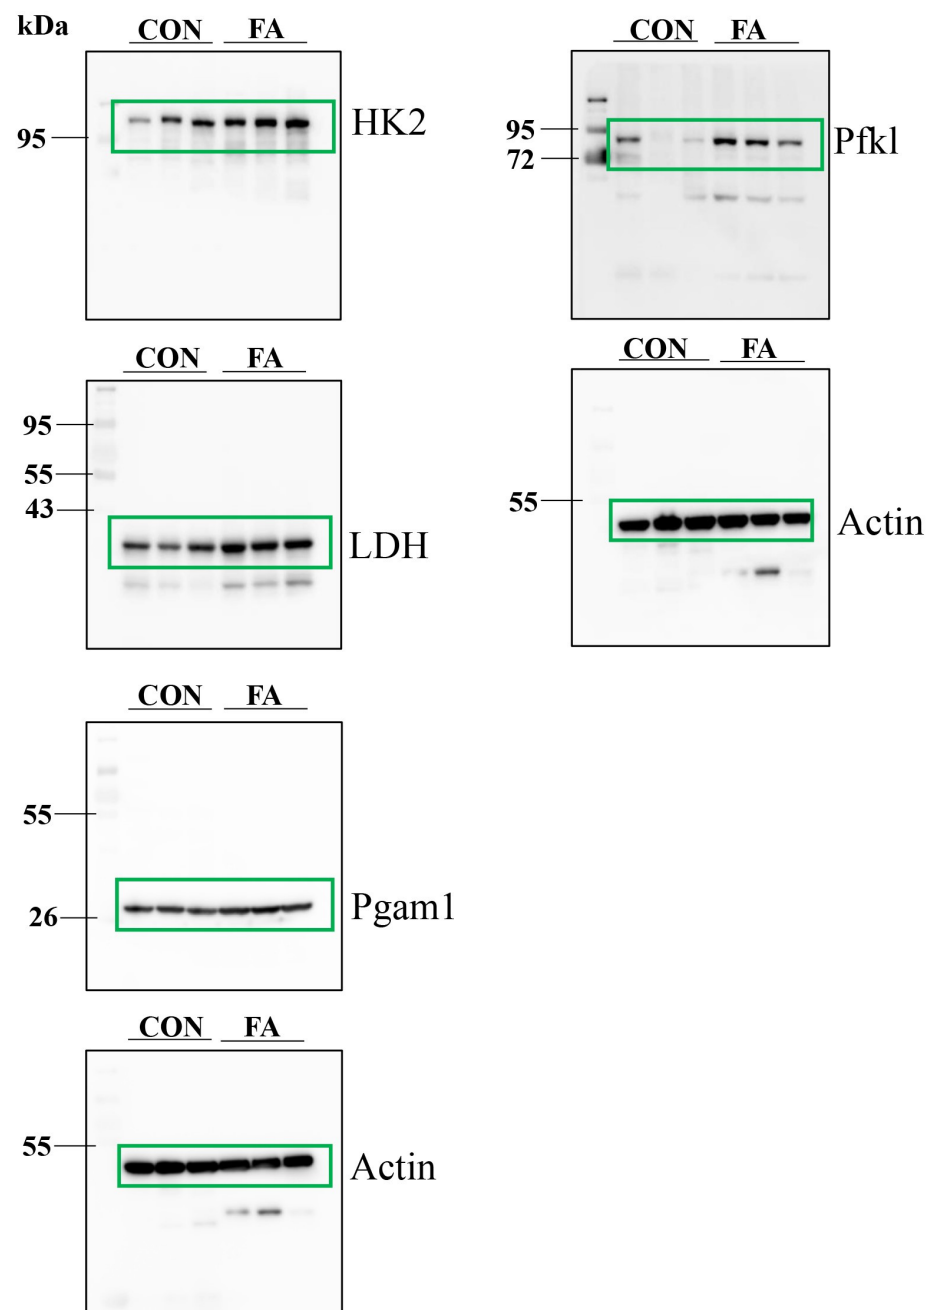 kDa
CON FA
95
HK2
CON FA
95
72
Pfkl
CON FA
95
55
43
LDH
CON FA
55
Actin
CON FA
55
26
Pgam1
CON FA
55
Actin